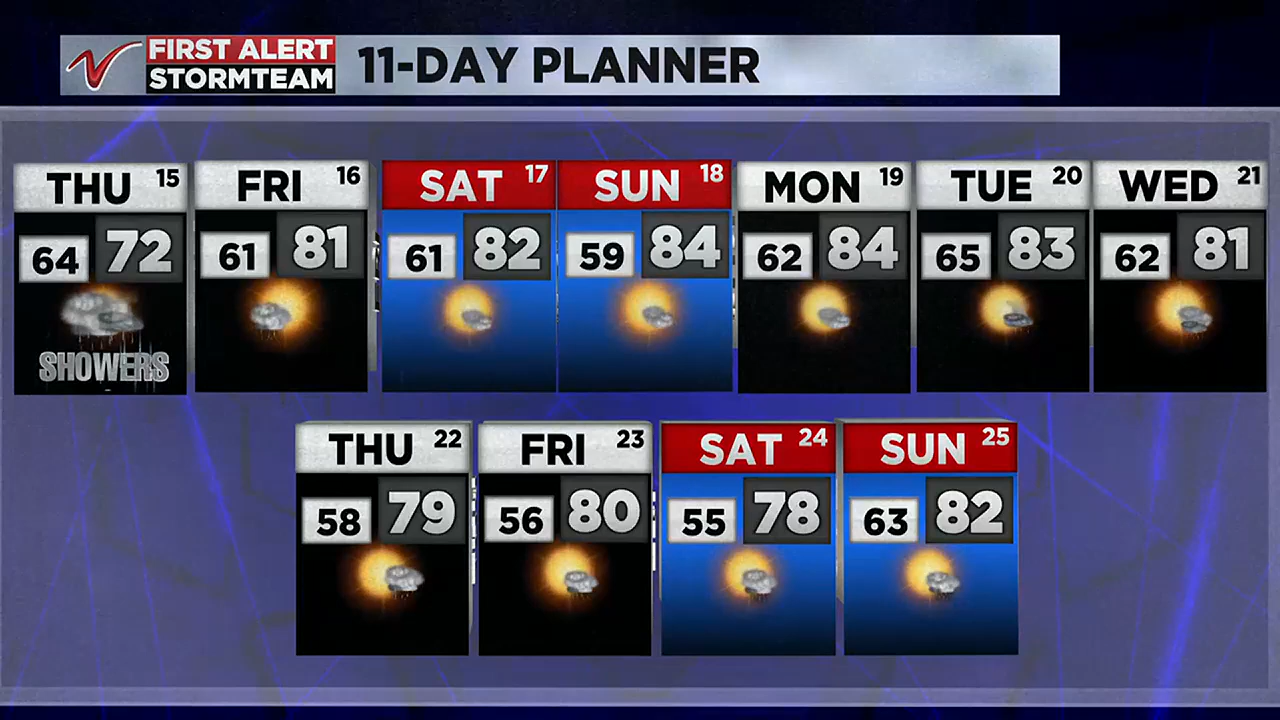 FIRST ALERT
STORMTEAM
11-DAY PLANNER
THU 15
64 72
SHOWERS
FRI 16
61 81
SAT 17
61 82
SUN 18
59 84
MON 19
62 84
TUE 20
65 83
WED 21
62 81
THU 22
58 79
FRI 23
56 80
SAT 24
55 78
SUN 25
63 82